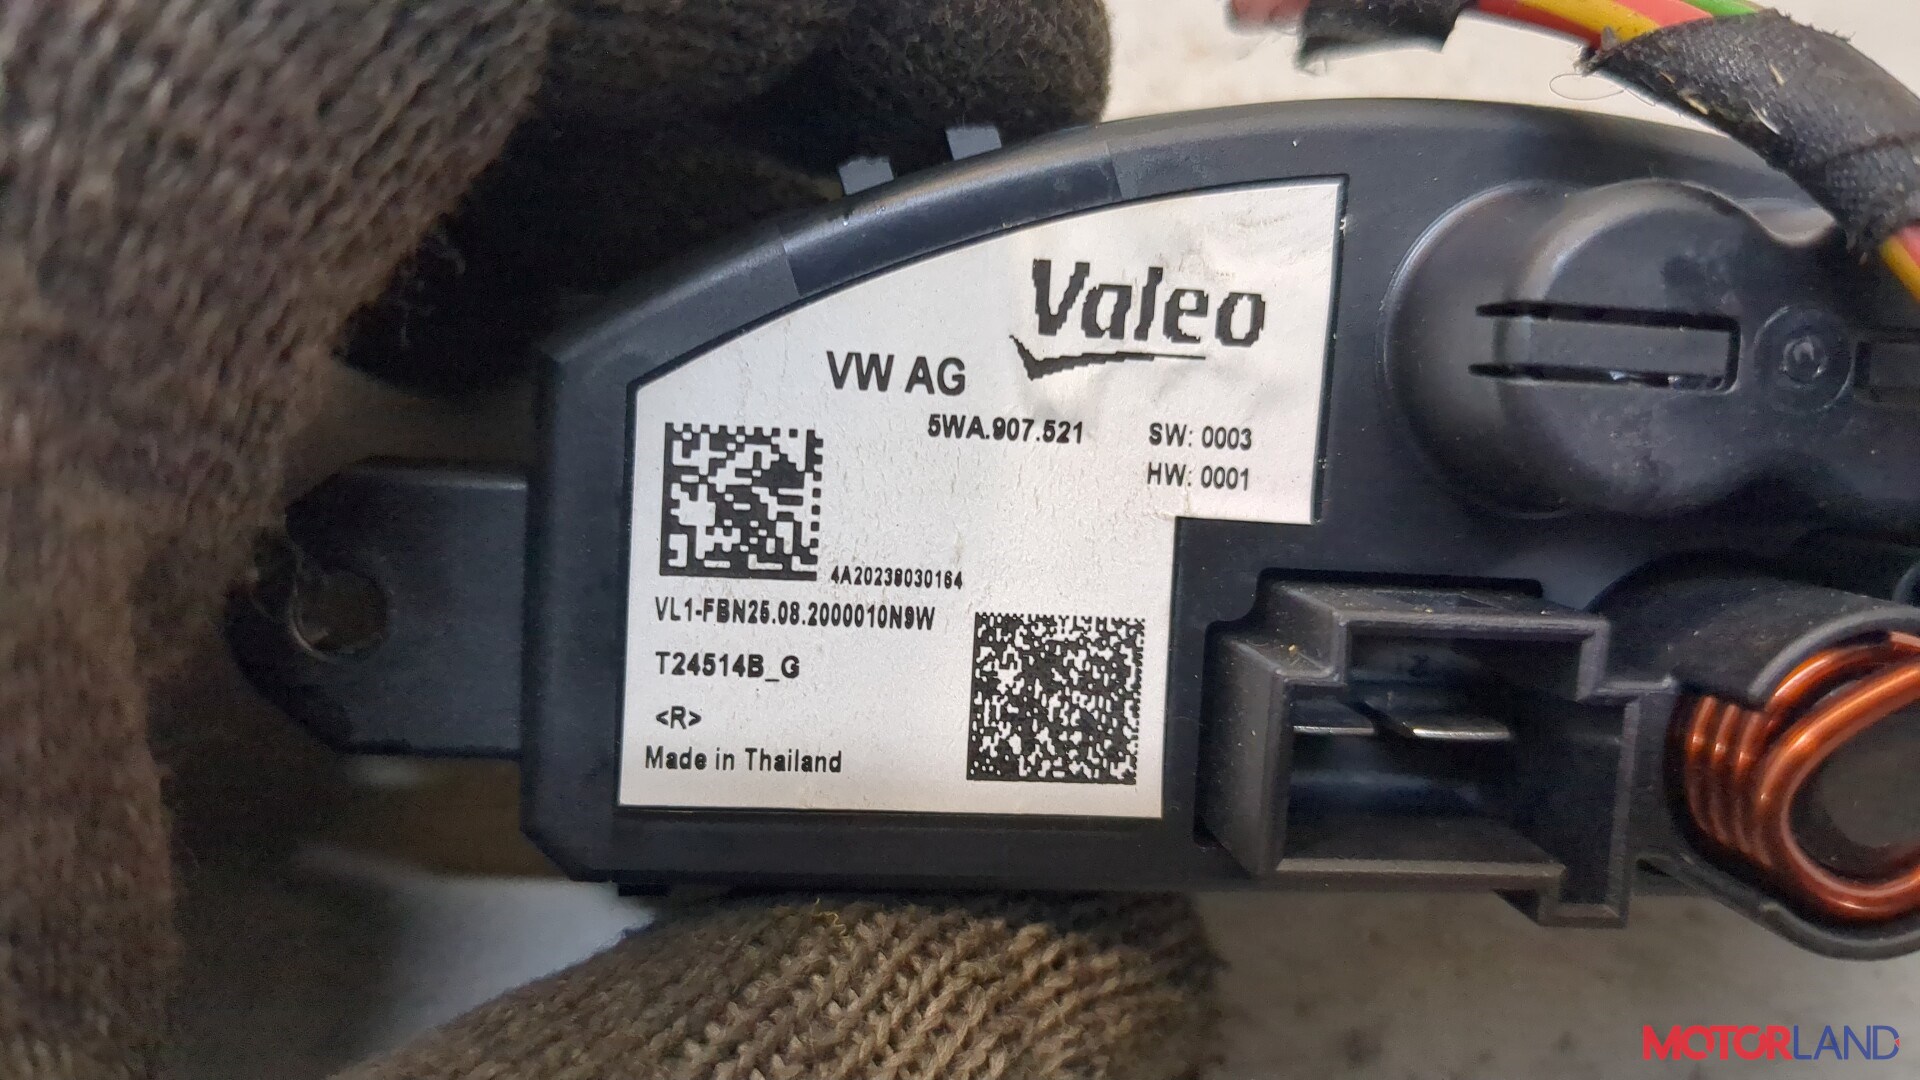 Valeo
VW AG
5WA.907.521
SW: 0003
HW: 0001
4A20238030164
VL1-FBN25.08.2000010N9W
T24514B_G
<R>
Made in Thailand
MOTORLAND